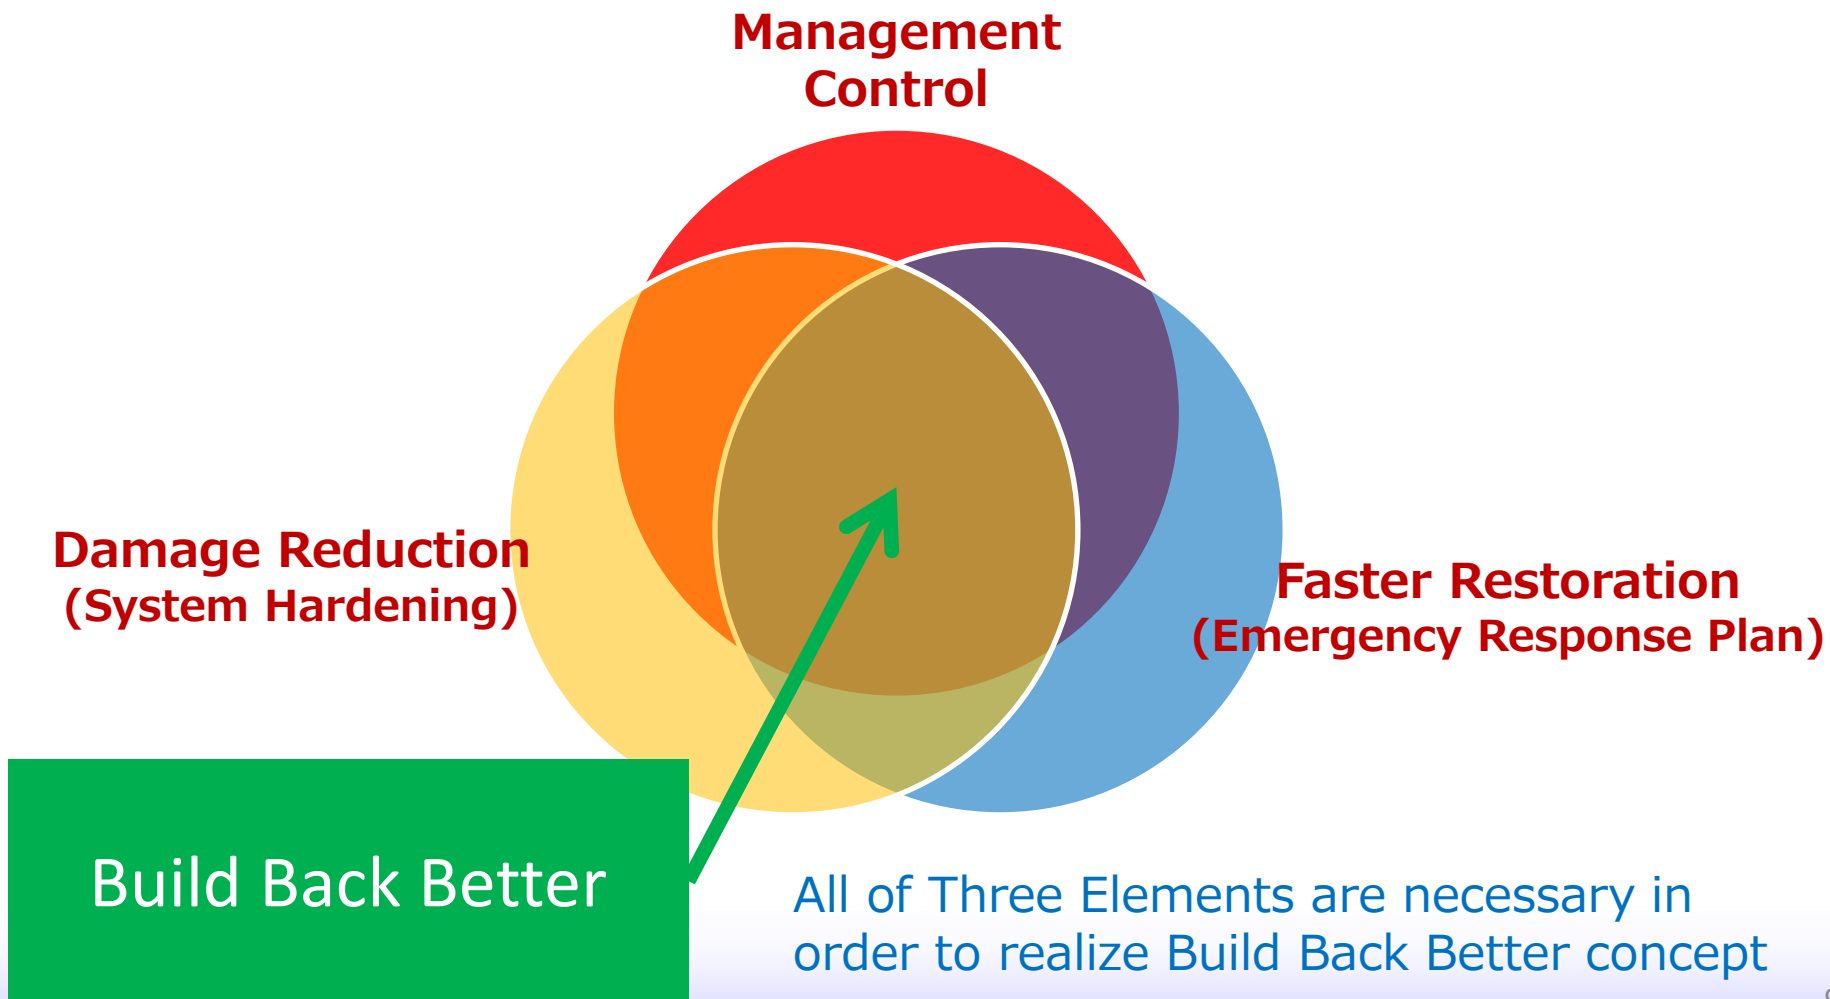 Management
Control
Damage Reduction
(System Hardening)
Faster Restoration
(Emergency Response Plan)
Build Back Better
All of Three Elements are necessary in
order to realize Build Back Better concept